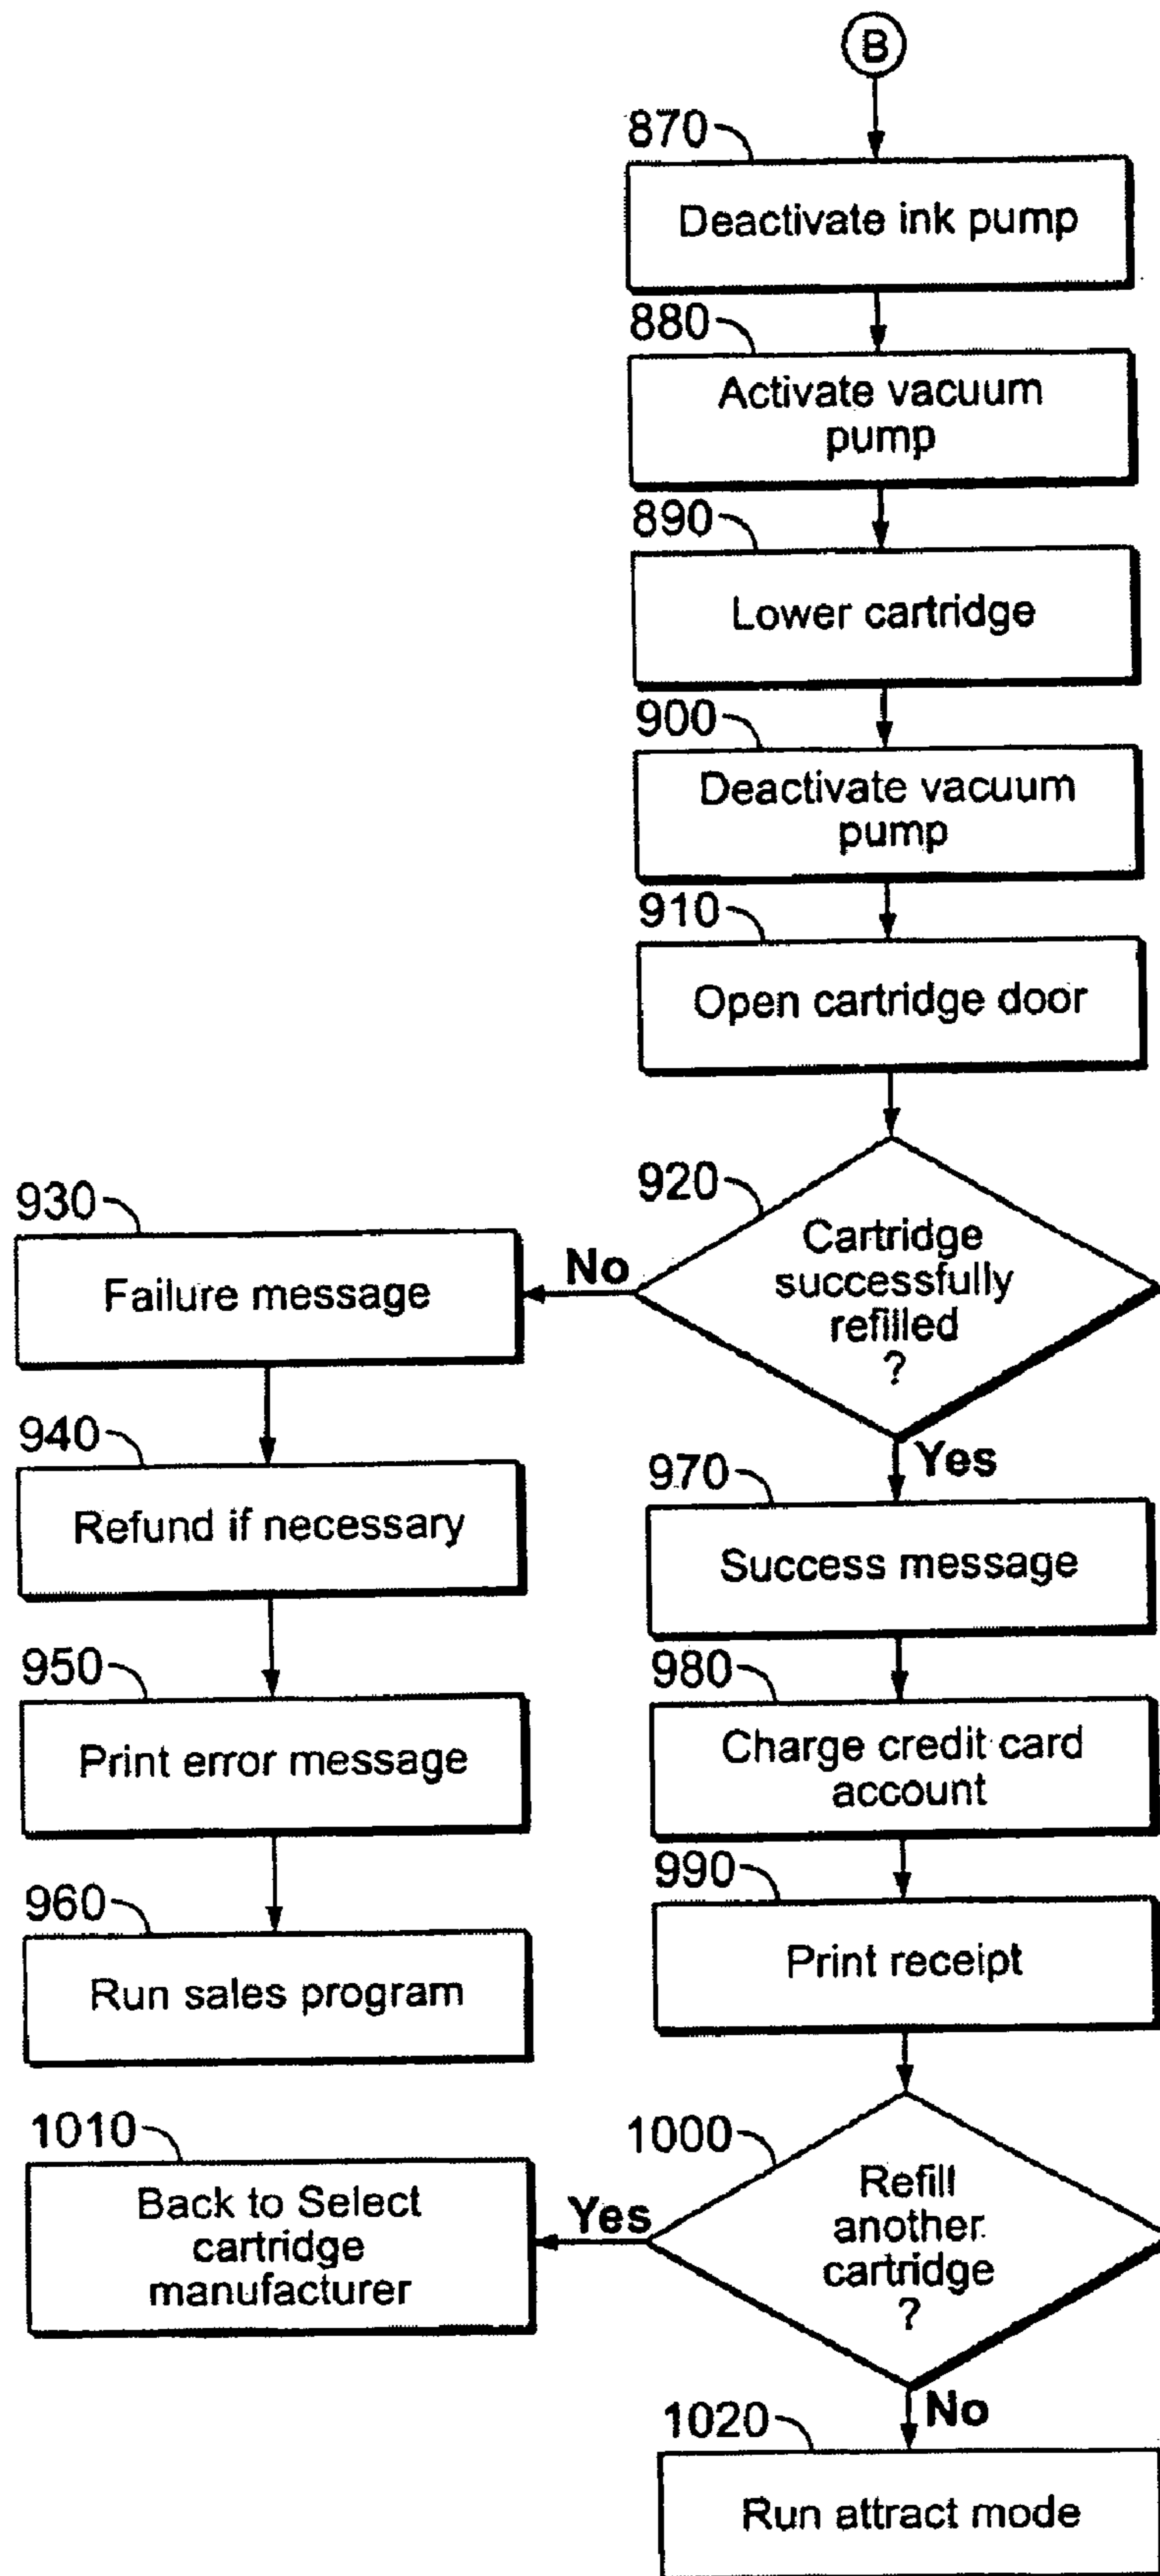 B
870
Deactivate ink pump
880
Activate vacuum
pump
890
Lower cartridge
900
Deactivate vacuum
pump
910
Open cartridge door
920
Cartridge
successfully
refilled
?
No
930
Failure message
940
Refund if necessary
950
Print error message
960
Run sales program
Yes
970
Success message
980
Charge credit card
account
990
Print receipt
1000
Refill
another
cartridge
?
Yes
1010
Back to Select
cartridge
manufacturer
No
1020
Run attract mode